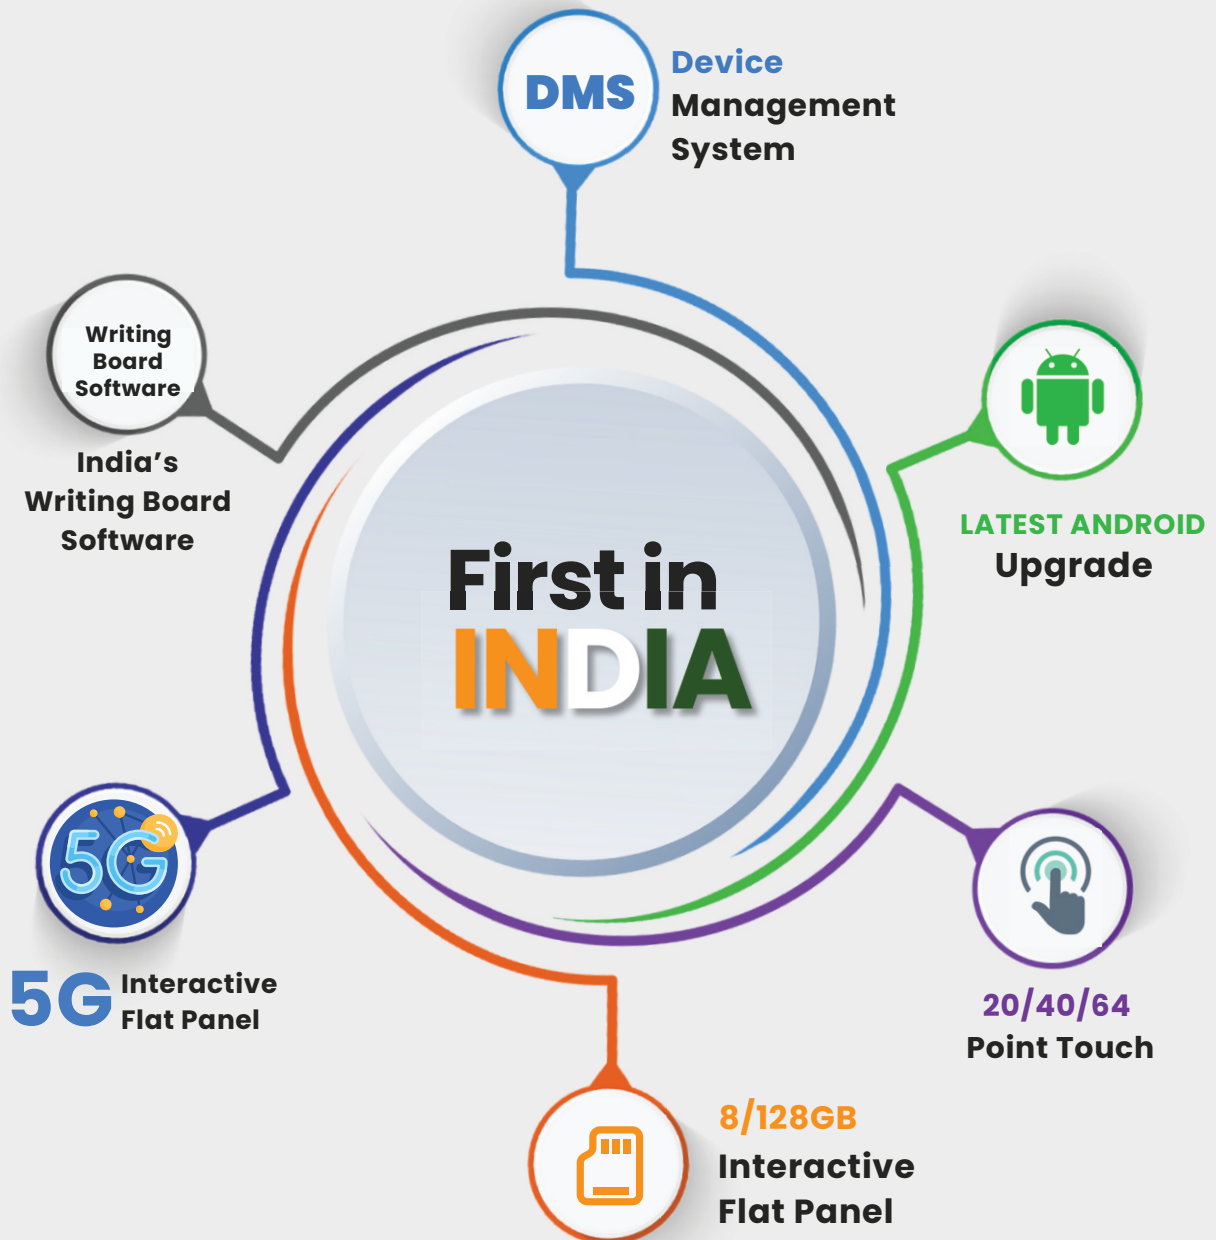 DMS
Device
Management
System
Writing
Board
Software
India’s
Writing Board
Software
LATEST ANDROID
Upgrade
First in
INDIA
5G
5G Interactive
Flat Panel
20/40/64
Point Touch
8/128GB
Interactive
Flat Panel